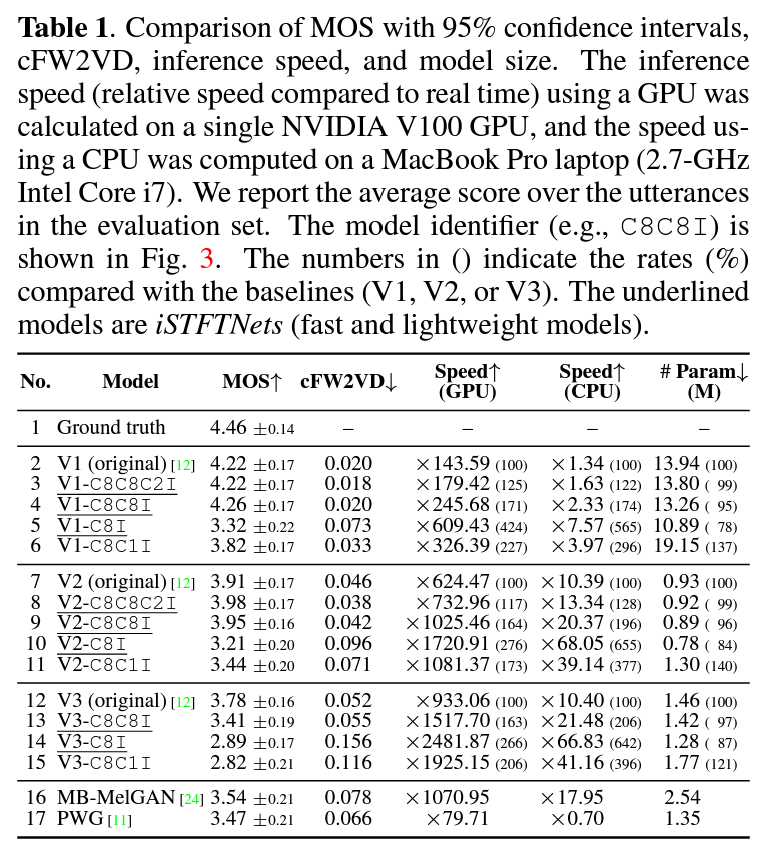 Table 1. Comparison of MOS with 95% confidence intervals,
cFW2VD, inference speed, and model size. The inference
speed (relative speed compared to real time) using a GPU was
calculated on a single NVIDIA V100 GPU, and the speed us-
ing a CPU was computed on a MacBook Pro laptop (2.7-GHz
Intel Core i7). We report the average score over the utterances
in the evaluation set. The model identifier (e.g., C8C8I) is
shown in Fig. 3. The numbers in () indicate the rates (%)
compared with the baselines (V1, V2, or V3). The underlined
models are iSTFTNets (fast and lightweight models).
No. Model MOS↑ cFW2VD↓ Speed↑ (GPU) Speed↑ (CPU) # Param↓ (M)
1 Ground truth 4.46 ±0.14 – – – –
2 V1 (original) [12] 4.22 ±0.17 0.020 ×143.59 (100) ×1.34 (100) 13.94 (100)
3 V1-C8C8C2I 4.22 ±0.17 0.018 ×179.42 (125) ×1.63 (122) 13.80 ( 99)
4 V1-C8C8I 4.26 ±0.17 0.020 ×245.68 (171) ×2.33 (174) 13.26 ( 95)
5 V1-C8I 3.32 ±0.22 0.073 ×609.43 (424) ×7.57 (565) 10.89 ( 78)
6 V1-C8C1I 3.82 ±0.17 0.033 ×326.39 (227) ×3.97 (296) 19.15 (137)
7 V2 (original) [12] 3.91 ±0.17 0.046 ×624.47 (100) ×10.39 (100) 0.93 (100)
8 V2-C8C8C2I 3.98 ±0.17 0.038 ×732.96 (117) ×13.34 (128) 0.92 ( 99)
9 V2-C8C8I 3.95 ±0.16 0.042 ×1025.46 (164) ×20.37 (196) 0.89 ( 96)
10 V2-C8I 3.21 ±0.20 0.096 ×1720.91 (276) ×68.05 (655) 0.78 ( 84)
11 V2-C8C1I 3.44 ±0.20 0.071 ×1081.37 (173) ×39.14 (377) 1.30 (140)
12 V3 (original) [12] 3.78 ±0.16 0.052 ×933.06 (100) ×10.40 (100) 1.46 (100)
13 V3-C8C8I 3.41 ±0.19 0.055 ×1517.70 (163) ×21.48 (206) 1.42 ( 97)
14 V3-C8I 2.89 ±0.17 0.156 ×2481.87 (266) ×66.83 (642) 1.28 ( 87)
15 V3-C8C1I 2.82 ±0.21 0.116 ×1925.15 (206) ×41.16 (396) 1.77 (121)
16 MB-MelGAN [24] 3.54 ±0.21 0.078 ×1070.95 ×17.95 2.54
17 PWG [11] 3.47 ±0.21 0.066 ×79.71 ×0.70 1.35